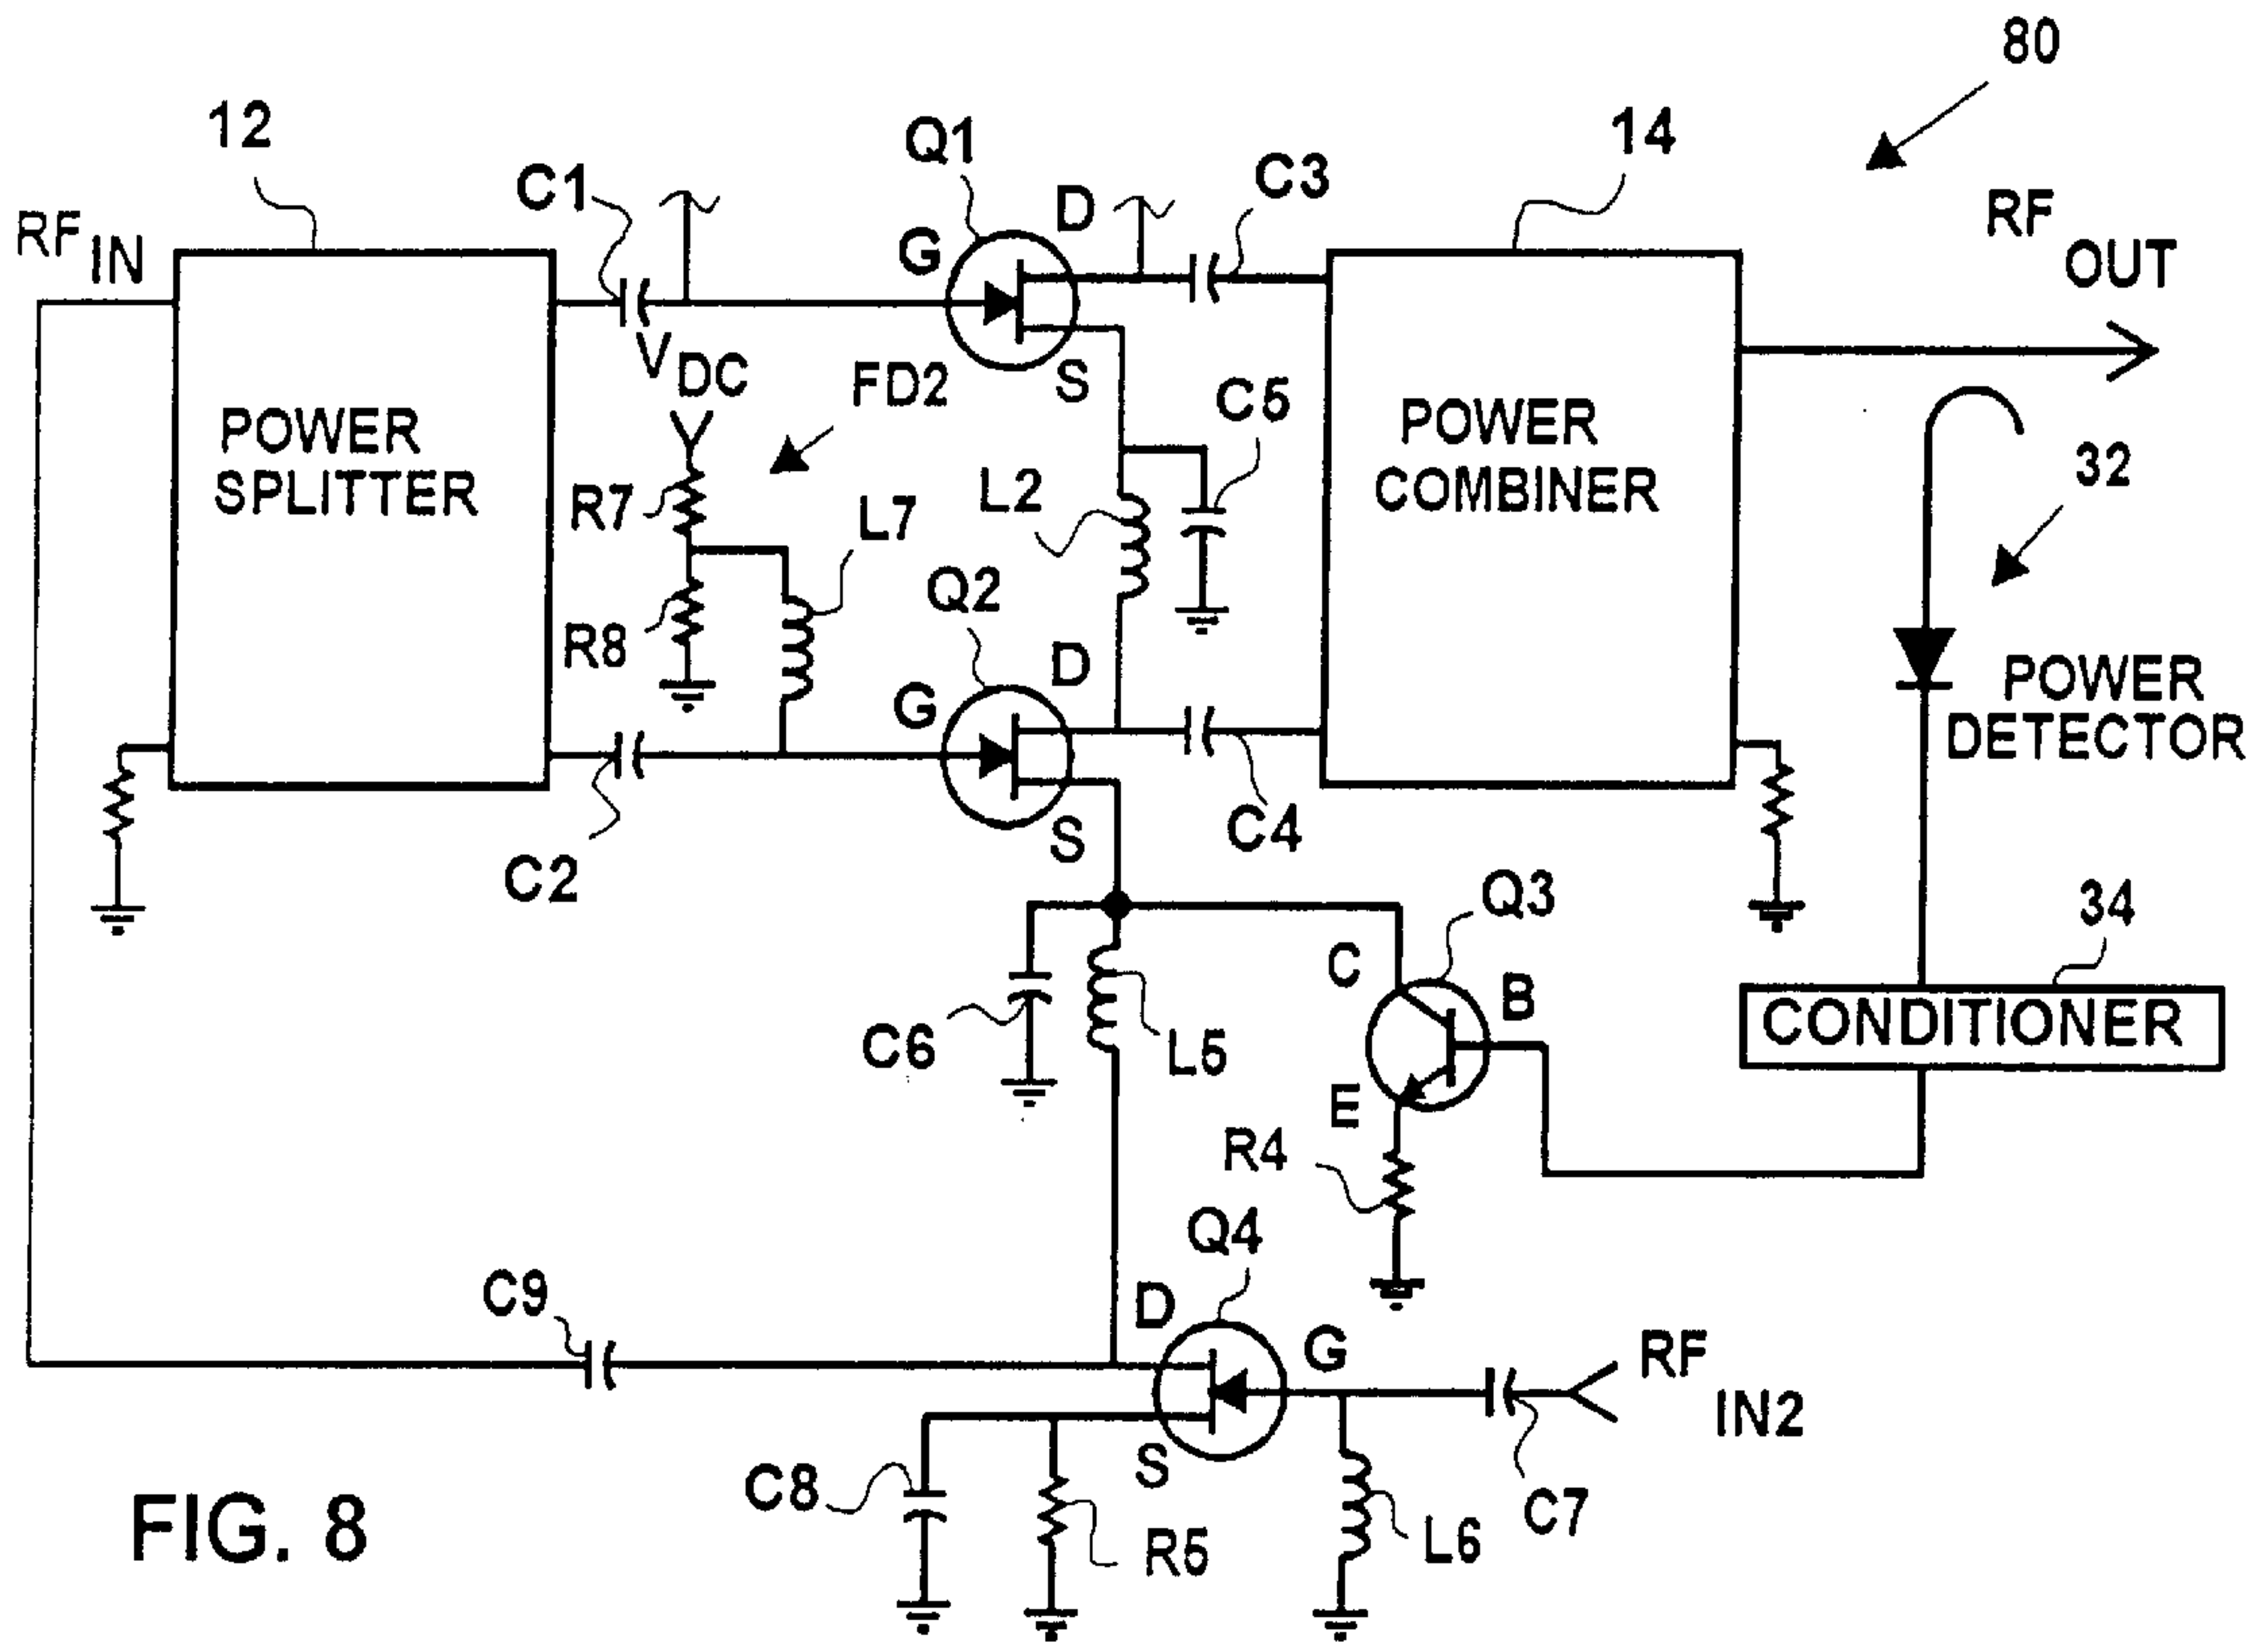 80
12
14
Q1
C1
D
C3
RF IN
G
RF OUT
V DC
FD2
S
C5
POWER SPLITTER
POWER COMBINER
R7
L7
L2
32
Q2
R8
D
G
POWER DETECTOR
S
C4
C2
Q3
34
C
B
CONDITIONER
C6
L5
E
R4
Q4
C9
D
G
RF IN2
S
C8
C7
R5
L6
FIG. 8